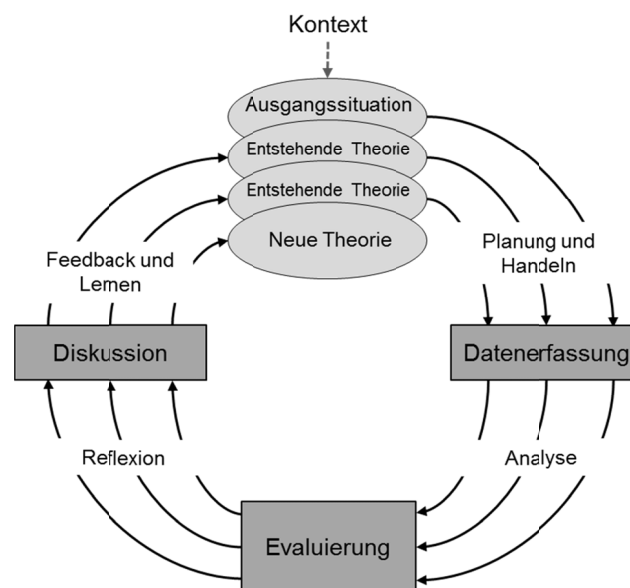 Kontext
Ausgangssituation
Entstehende Theorie
Entstehende Theorie
Neue Theorie
Feedback und
Lernen
Planung und
Handeln
Diskussion
Datenerfassung
Reflexion
Analyse
Evaluierung